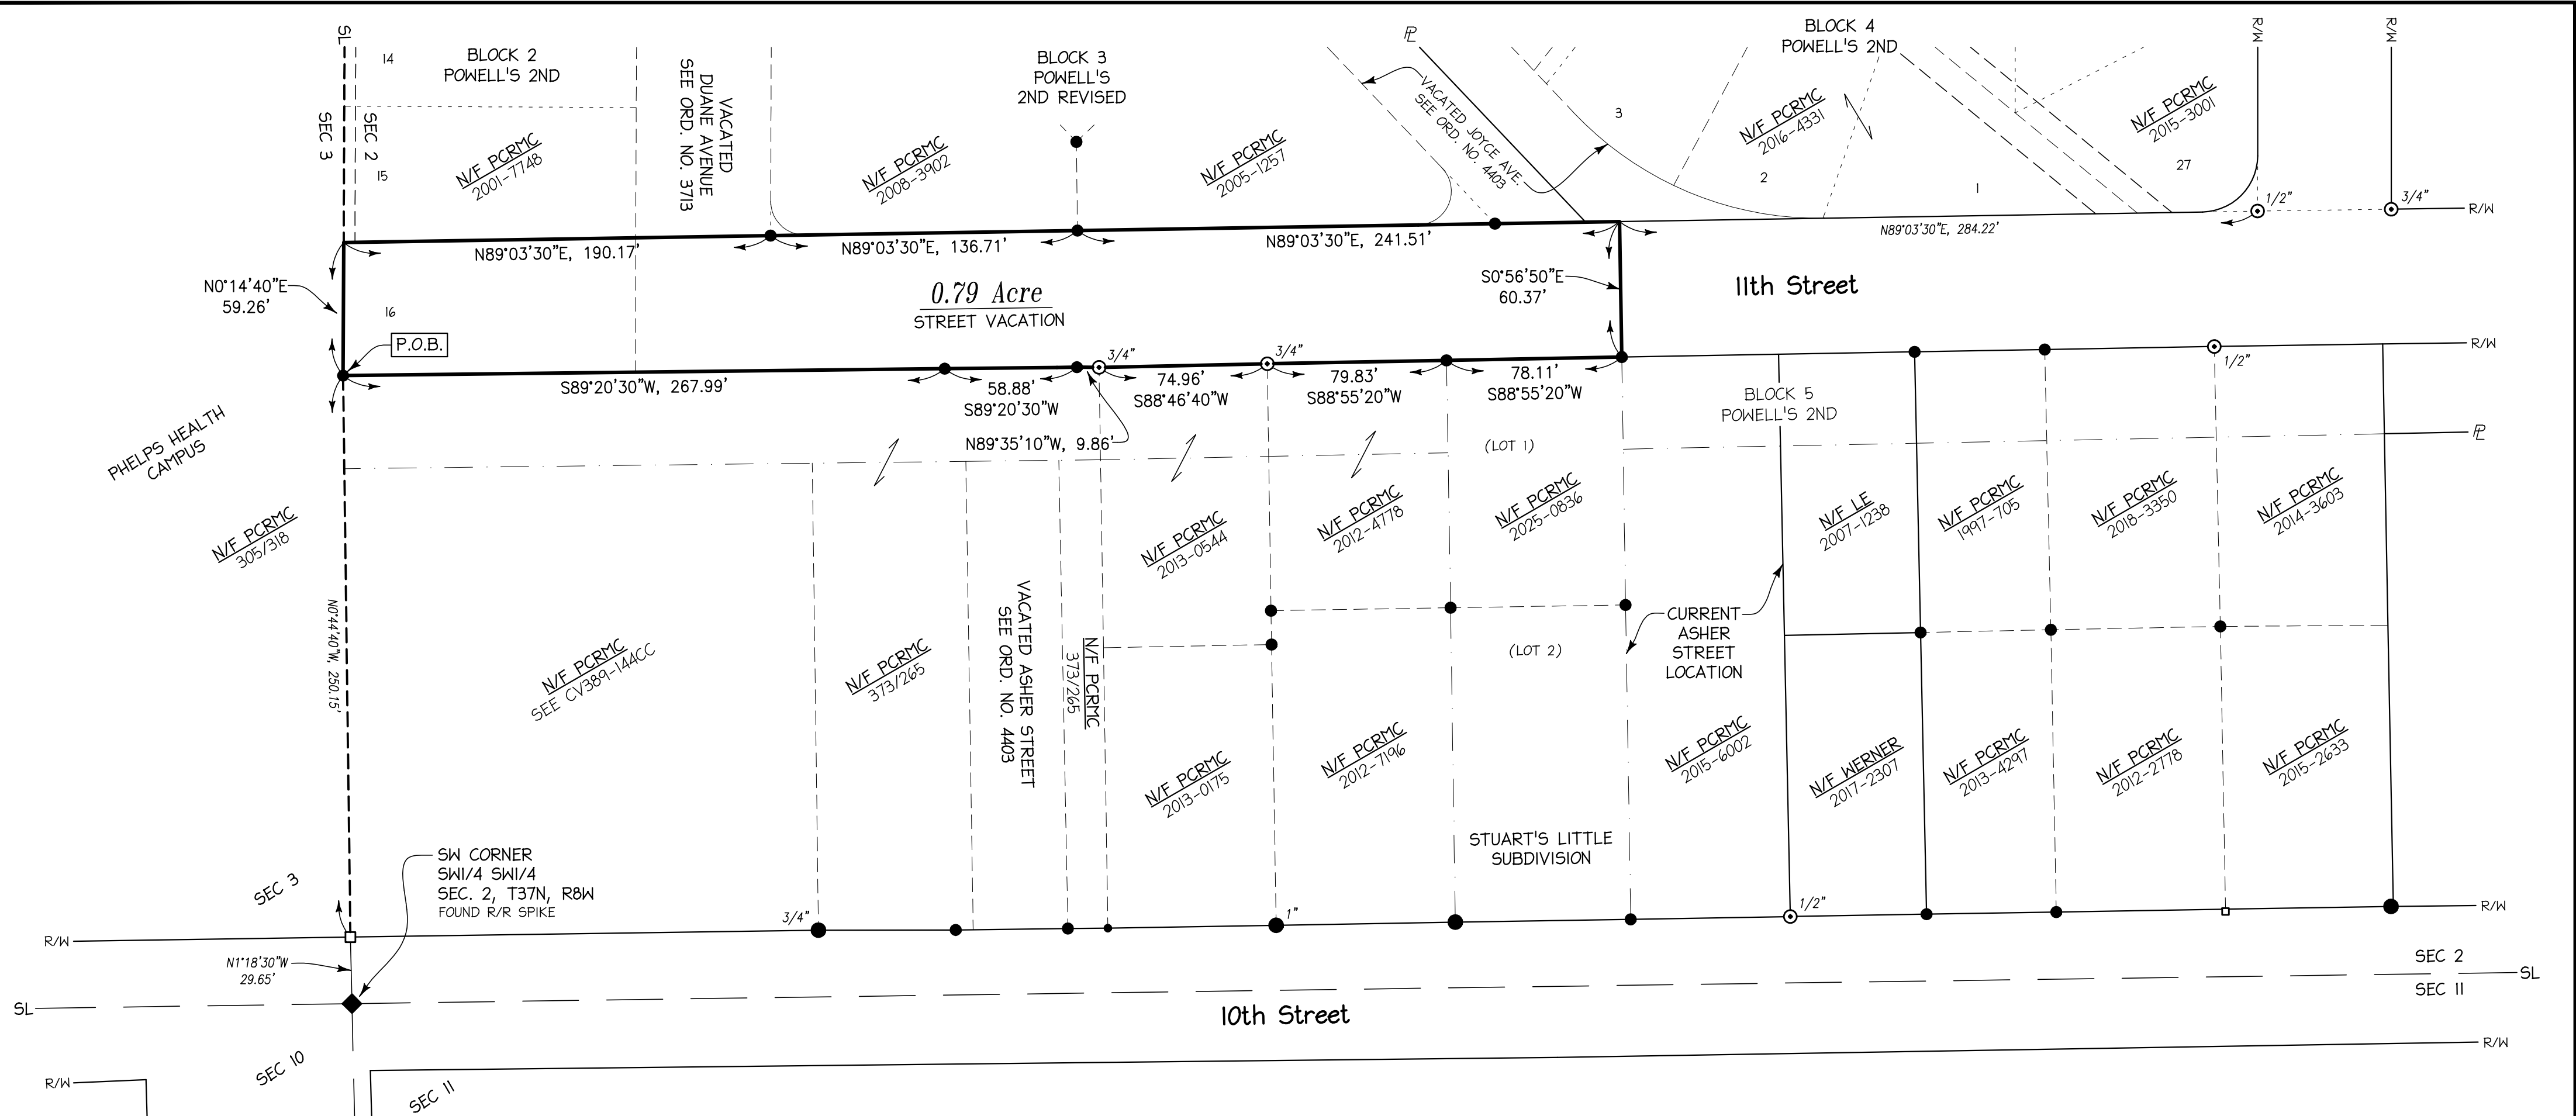 SL
SEC 3
SEC 2
14
15
16
BLOCK 2
POWELL'S 2ND
N/F PCRMC
2001-7748
VACATED
DUANE AVENUE
SEE ORD. NO. 3713
BLOCK 3
POWELL'S
2ND REVISED
N/F PCRMC
2008-3902
N/F PCRMC
2005-1257
PL
VACATED JOYCE AVE.
SEE ORD. NO. 4403
BLOCK 4
POWELL'S 2ND
3
2
1
27
N/F PCRMC
2016-4331
N/F PCRMC
2015-3001
R/W
R/W
1/2"
3/4"
R/W
N89°03'30"E, 190.17'
N89°03'30"E, 136.71'
N89°03'30"E, 241.51'
N89°03'30"E, 284.22'
N0°14'40"E
59.26'
0.79 Acre
STREET VACATION
S0°56'50"E
60.37'
11th Street
P.O.B.
3/4"
3/4"
1/2"
R/W
S89°20'30"W, 267.99'
58.88'
S89°20'30"W
74.96'
S88°46'40"W
79.83'
S88°55'20"W
78.11'
S88°55'20"W
N89°35'10"W, 9.86'
BLOCK 5
POWELL'S 2ND
(LOT 1)
PL
PHELPS HEALTH
CAMPUS
N/F PCRMC
305/318
N0°44'40"W, 250.15'
N/F PCRMC
SEE CV389-144CC
N/F PCRMC
373/265
VACATED ASHER STREET
SEE ORD. NO. 4403
N/F PCRMC
373/265
N/F PCRMC
2013-0544
N/F PCRMC
2012-4778
N/F PCRMC
2025-0836
N/F LE
2007-1238
N/F PCRMC
1997-705
N/F PCRMC
2018-3350
N/F PCRMC
2014-3603
CURRENT
ASHER
STREET
LOCATION
(LOT 2)
N/F PCRMC
2013-0175
N/F PCRMC
2012-7196
N/F PCRMC
2015-6002
N/F WERNER
2017-2307
N/F PCRMC
2013-4297
N/F PCRMC
2012-2778
N/F PCRMC
2015-2633
STUART'S LITTLE
SUBDIVISION
SW CORNER
SW1/4 SW1/4
SEC. 2, T37N, R8W
FOUND R/R SPIKE
SEC 3
3/4"
1"
1/2"
R/W
R/W
N1°18'30"W
29.65'
SL
SEC 2
SL
SEC 11
10th Street
R/W
R/W
SEC 10
SEC 11